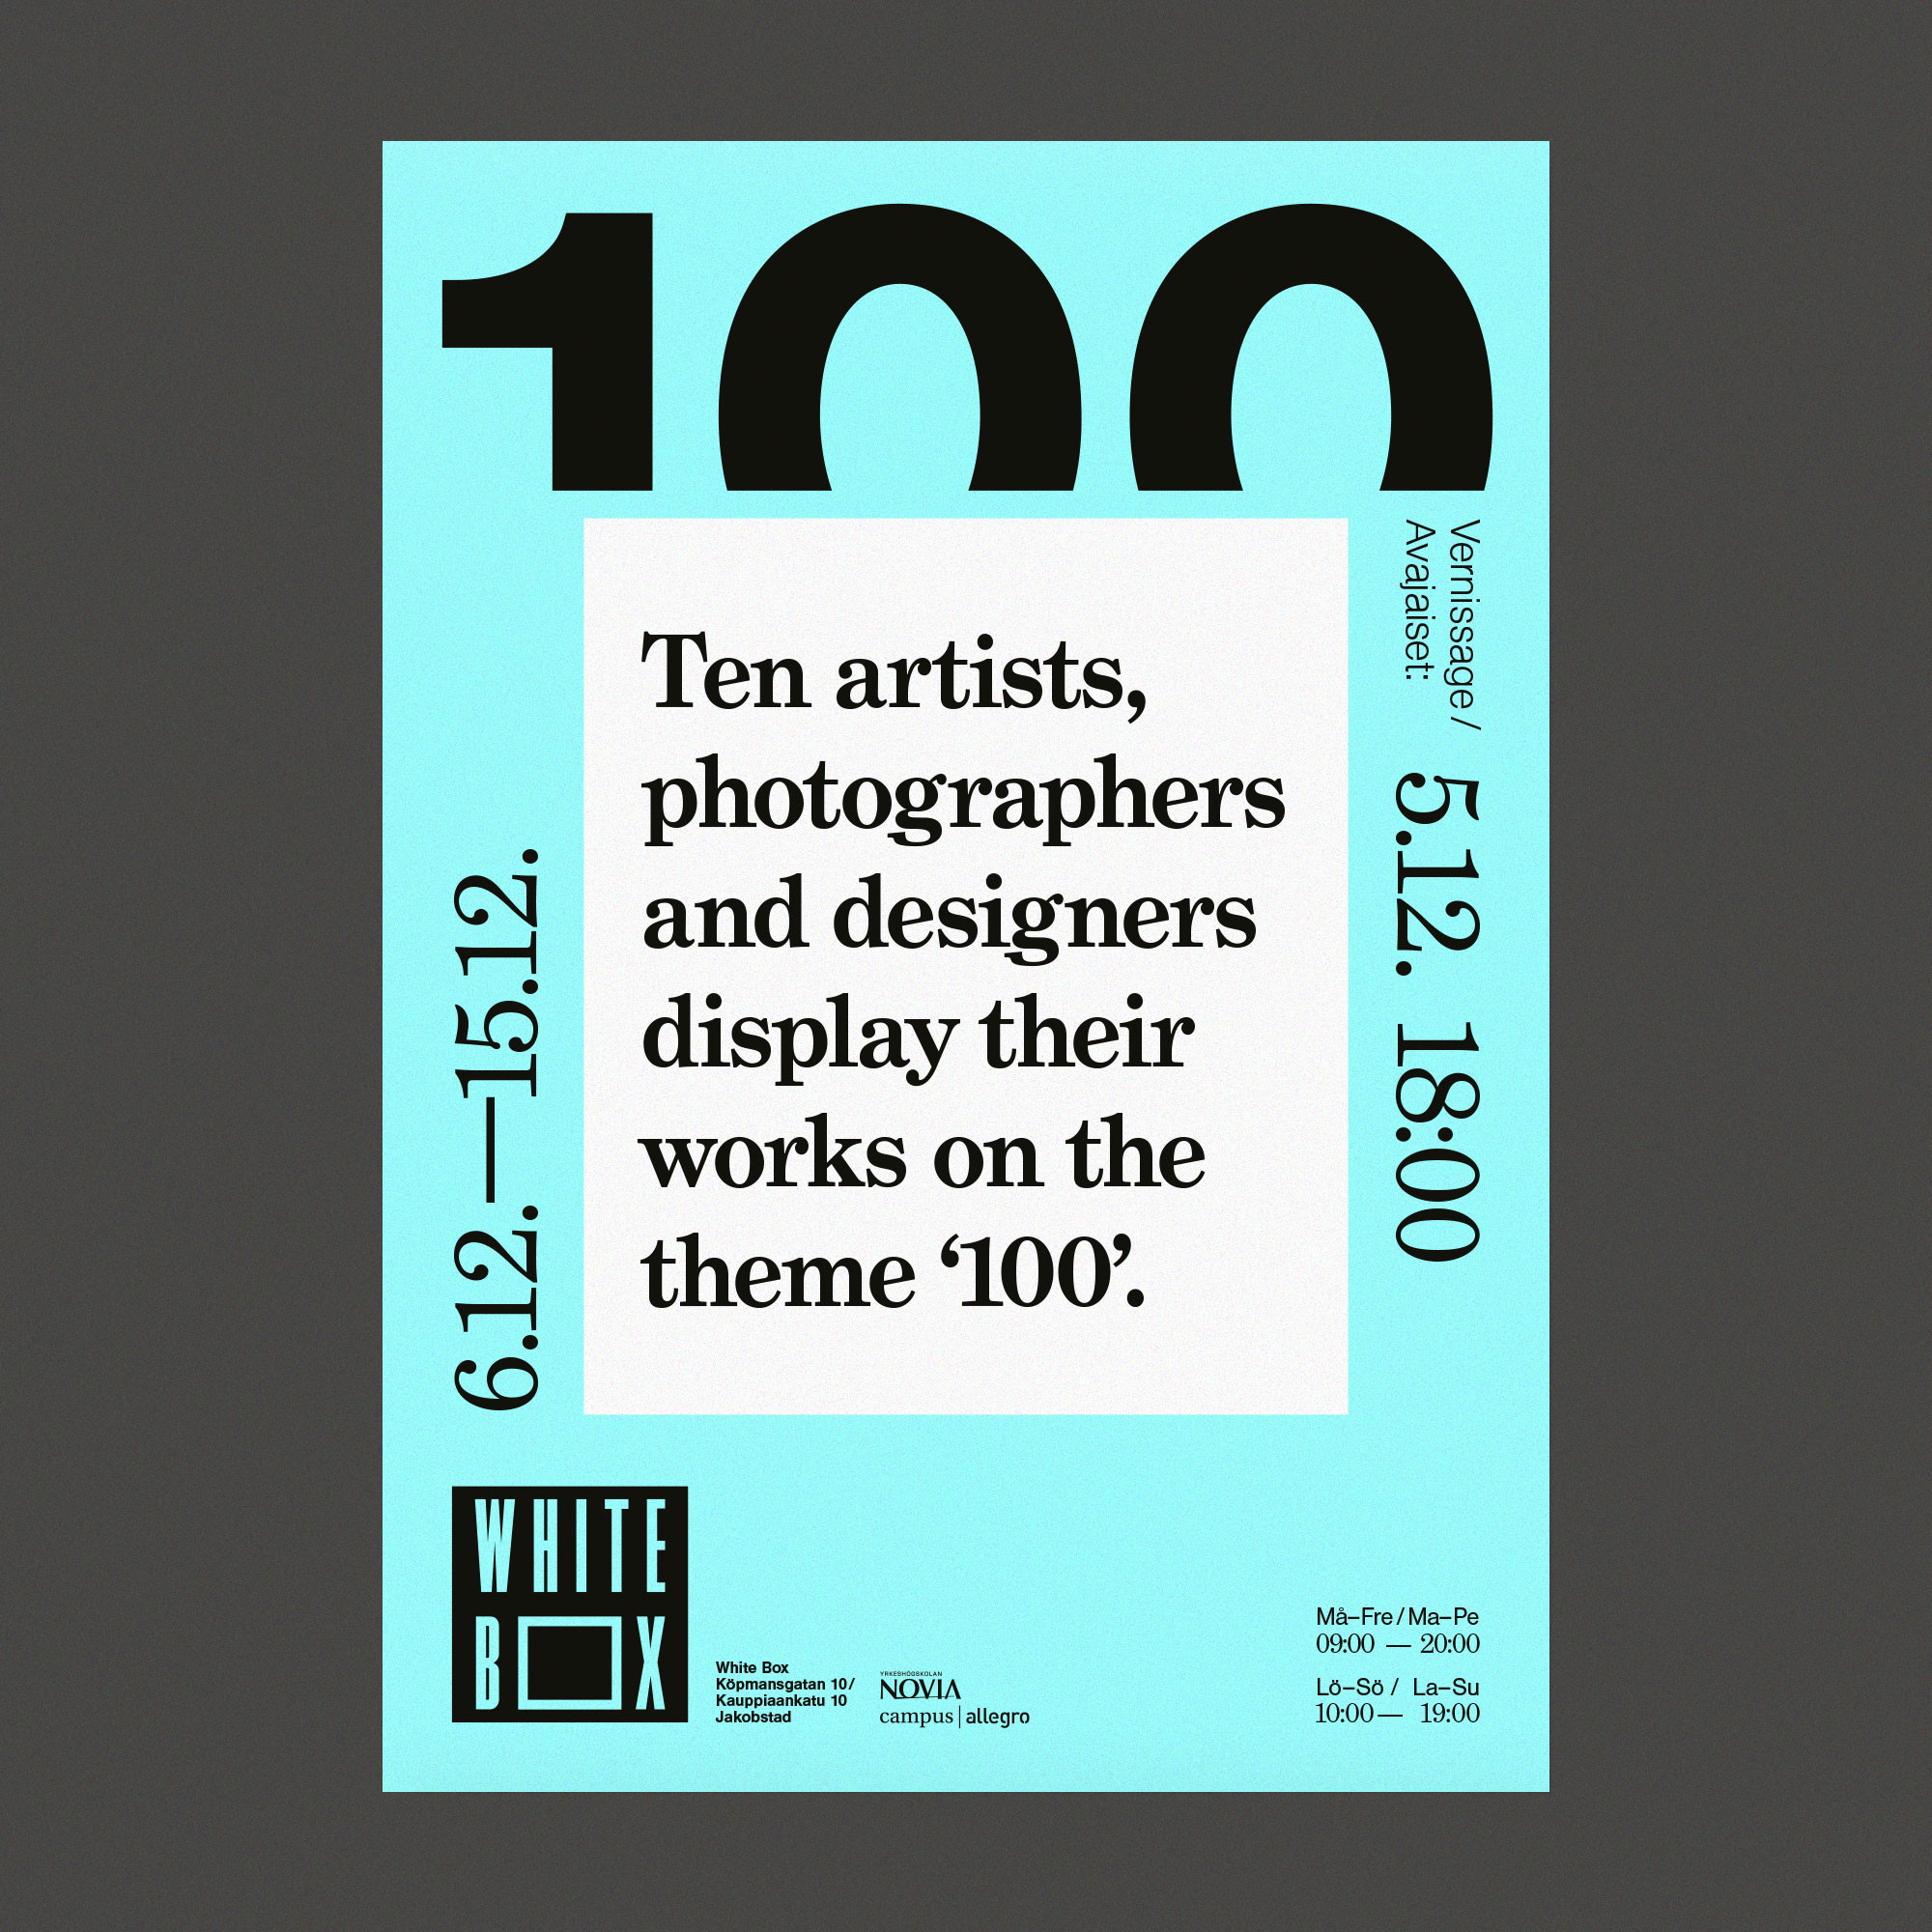 100
Vernissage /
Avajaiset:
5.12. 18:00
Ten artists,
photographers
and designers
display their
works on the
theme ‘100’.
6.12.—15.12.
WHITE
BOX
White Box
Köpmansgatan 10/
Kauppiaankatu 10
Jakobstad
YRKESHÖGSKOLAN
NOVIA
campus | allegro
Må–Fre / Ma–Pe
09:00 — 20:00
Lö–Sö / La–Su
10:00 — 19:00